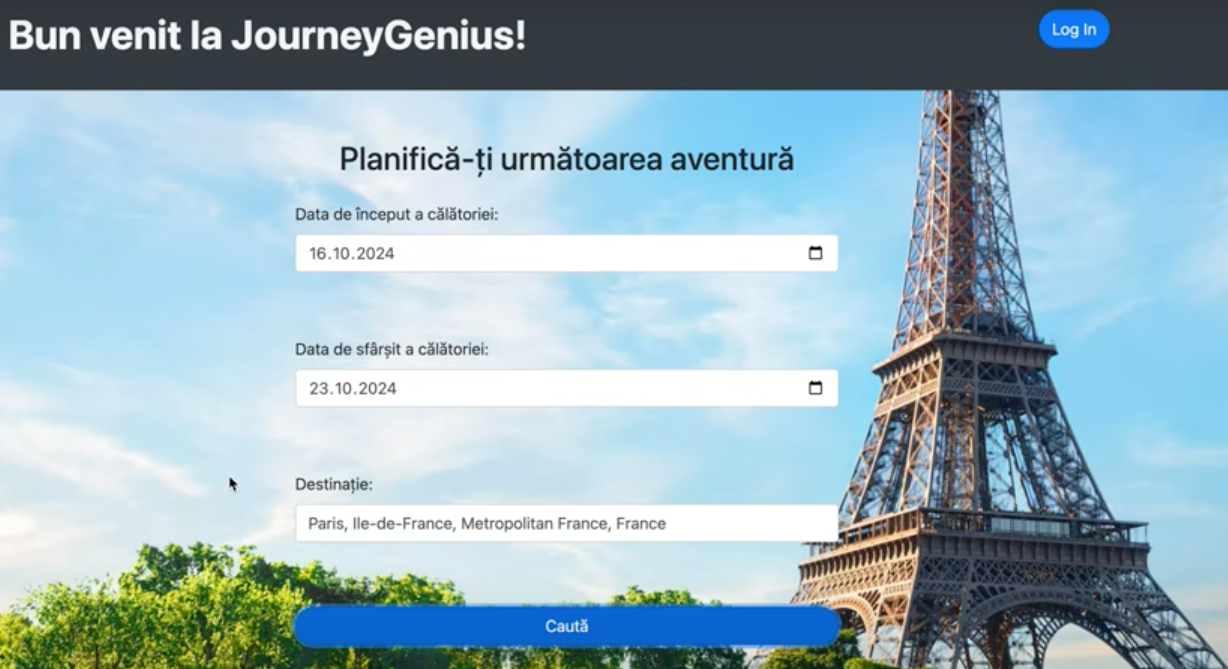 Bun venit la JourneyGenius!
Log In
Planifică-ți următoarea aventură
Data de început a călătoriei:
16.10.2024
Data de sfârșit a călătoriei:
23.10.2024
Destinație:
Paris, Ile-de-France, Metropolitan France, France
Caută